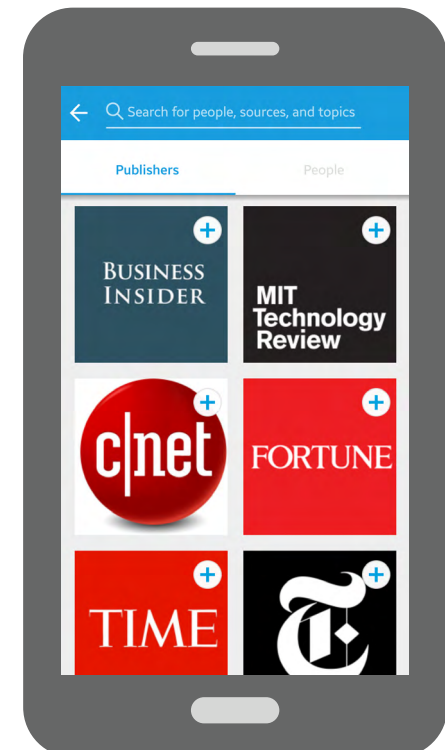 Search for people, sources, and topics
Publishers
People
BUSINESS
INSIDER
MIT
Technology
Review
c|net
FORTUNE
TIME
T